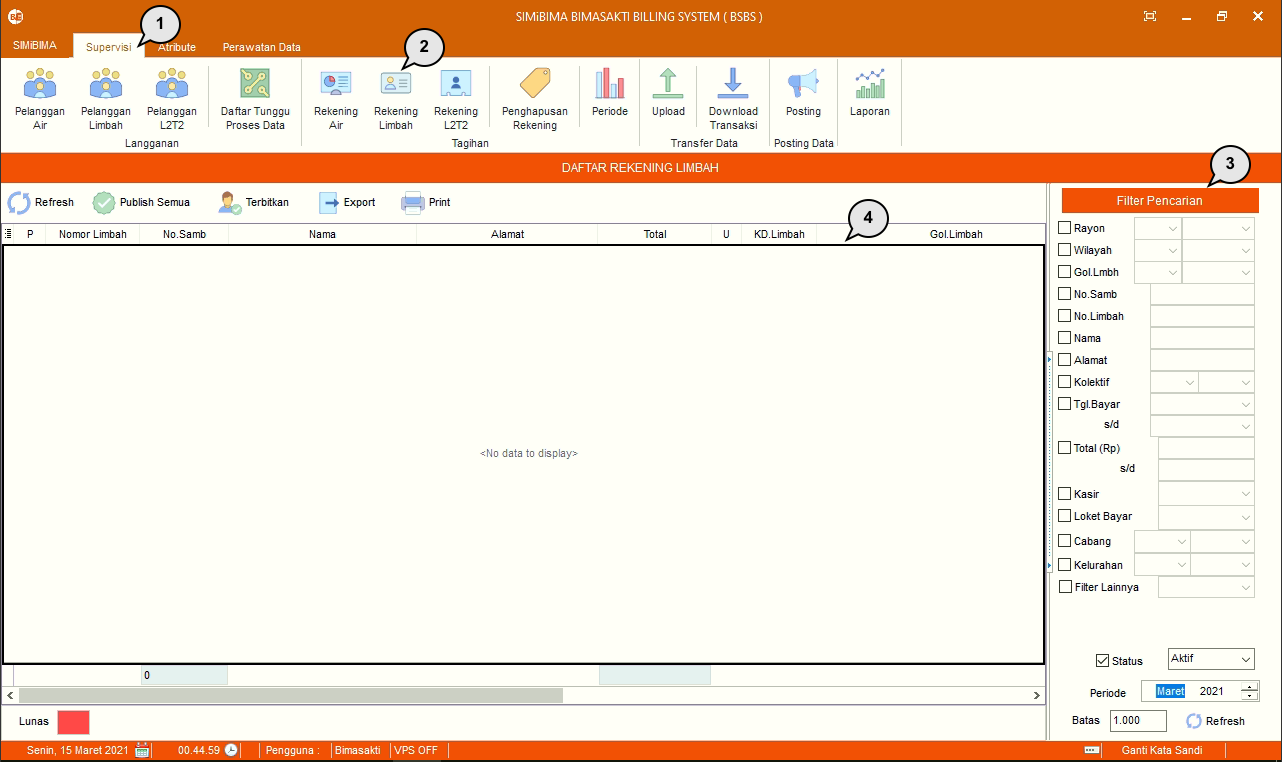 SIMiBIMA BIMASAKTI BILLING SYSTEM ( BSBS )
1
2
SIMiBIMA Supervisi Atribute Perawatan Data
Pelanggan Air
Pelanggan Limbah
Pelanggan L2T2
Daftar Tunggu Proses Data
Rekening Air
Rekening Limbah
Rekening L2T2
Penghapusan Rekening
Periode
Upload
Download Transaksi
Posting
Laporan
Langganan Tagihan Transfer Data Posting Data
DAFTAR REKENING LIMBAH
3
Refresh Publish Semua Terbitkan Export Print
4
P Nomor Limbah No.Samb Nama Alamat Total U KD.Limbah Gol.Limbah
<No data to display>
0
Lunas
Filter Pencarian
Rayon
Wilayah
Gol.Lmbh
No.Samb
No.Limbah
Nama
Alamat
Kolektif
Tgl.Bayar
s/d
Total (Rp)
s/d
Kasir
Loket Bayar
Cabang
Kelurahan
Filter Lainnya
Status Aktif
Periode Maret 2021
Batas 1.000 Refresh
Senin, 15 Maret 2021 00.44.59 Pengguna : Bimasakti VPS OFF Ganti Kata Sandi